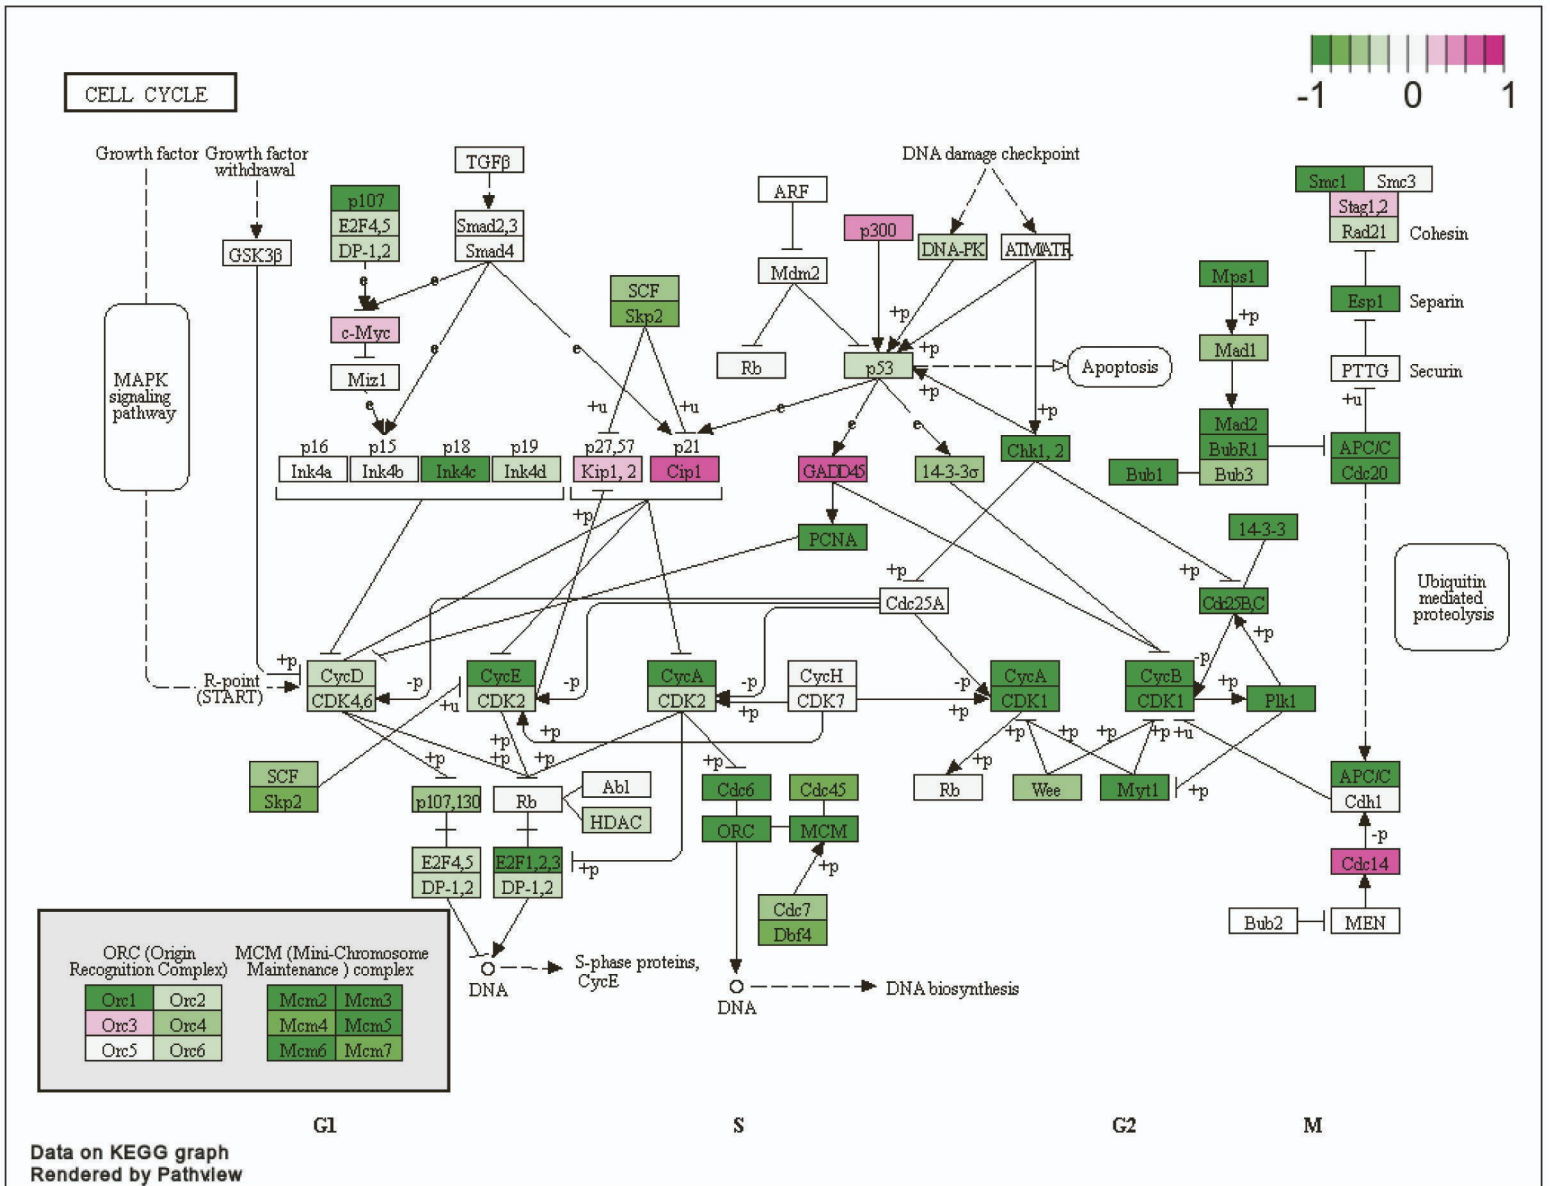 CELL CYCLE
-1 0 1
Growth factor
Growth factor
withdrawal
TGFβ
DNA damage checkpoint
ARF
Smc1 Smc3
Stag1,2
Rad21
Cohesin
p107
E2F4,5
DP-1,2
Smad2,3
Smad4
p300
DNA-PK
ATM/ATR
GSK3β
Mdm2
Mps1
e
e
SCF
Skp2
Esp1
Separin
+p
+p
c-Myc
e
e
Rb
+p
p53
Apoptosis
Mad1
PTTG
Securin
MAPK
signaling
pathway
Miz1
e
+u
+u
e
e
+p
+p
+u
p16
Ink4a
p15
Ink4b
p18
Ink4c
p19
Ink4d
p27,57
Kip1, 2
p21
Cip1
GADD45
14-3-3σ
Chk1, 2
Mad2
BubR1
Bub3
Bub1
APC/C
Cdc20
+p
PCNA
14-3-3
+p
+p
Cdc25A
Cdc25B,C
Ubiquitin
mediated
proteolysis
+p
R-point
(START)
+p
CycD
CDK4,6
-p
+u
CycE
CDK2
-p
CycA
CDK2
-p
+p
CycH
CDK7
-p
+p
CycA
CDK1
CycB
CDK1
-p
+p
Plk1
+p
+p
+p
+p
+p
+p
+p
+p
+p
+p
+u
SCF
Skp2
p107,130
Rb
Abl
HDAC
Cdc6
Cdc45
ORC
MCM
Rb
Wee
Myt1
+p
APC/C
Cdh1
-p
E2F4,5
DP-1,2
E2F1,2,3
DP-1,2
+p
+p
Cdc14
Cdc7
Dbf4
Bub2
MEN
ORC (Origin
Recognition Complex)
MCM (Mini-Chromosome
Maintenance ) complex
Orc1 Orc2
Orc3 Orc4
Orc5 Orc6
Mcm2 Mcm3
Mcm4 Mcm5
Mcm6 Mcm7
DNA
S-phase proteins,
CycE
DNA
DNA biosynthesis
G1 S G2 M
Data on KEGG graph
Rendered by Pathview